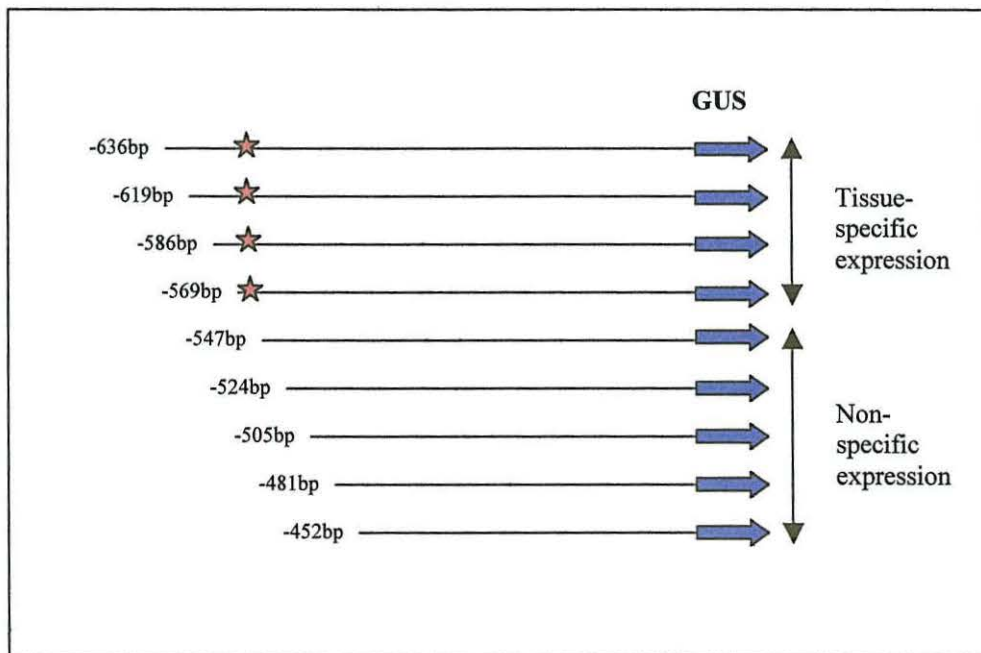 GUS
-636bp
-619bp
-586bp
-569bp
-547bp
-524bp
-505bp
-481bp
-452bp
Tissue-
specific
expression
Non-
specific
expression